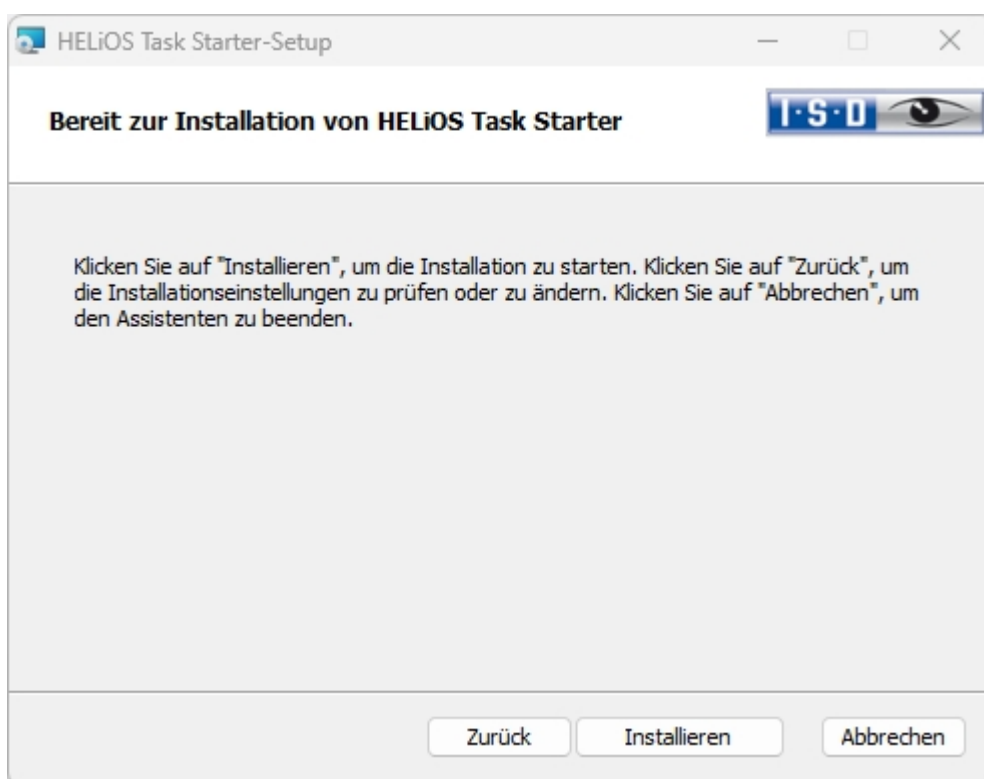 HELiOS Task Starter-Setup
Bereit zur Installation von HELiOS Task Starter
I·S·D
Klicken Sie auf "Installieren", um die Installation zu starten. Klicken Sie auf "Zurück", um
die Installationseinstellungen zu prüfen oder zu ändern. Klicken Sie auf "Abbrechen", um
den Assistenten zu beenden.
Zurück
Installieren
Abbrechen